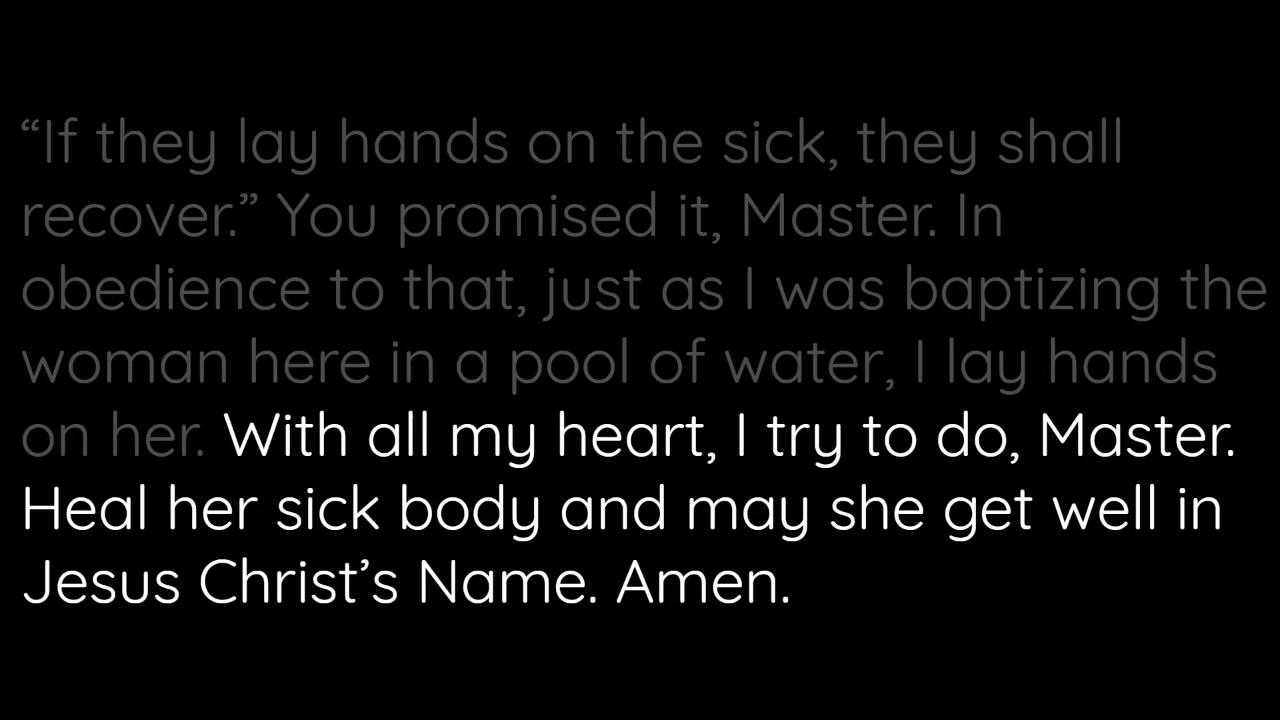 “If they lay hands on the sick, they shall
recover.” You promised it, Master. In
obedience to that, just as I was baptizing the
woman here in a pool of water, I lay hands
on her. With all my heart, I try to do, Master.
Heal her sick body and may she get well in
Jesus Christ’s Name. Amen.